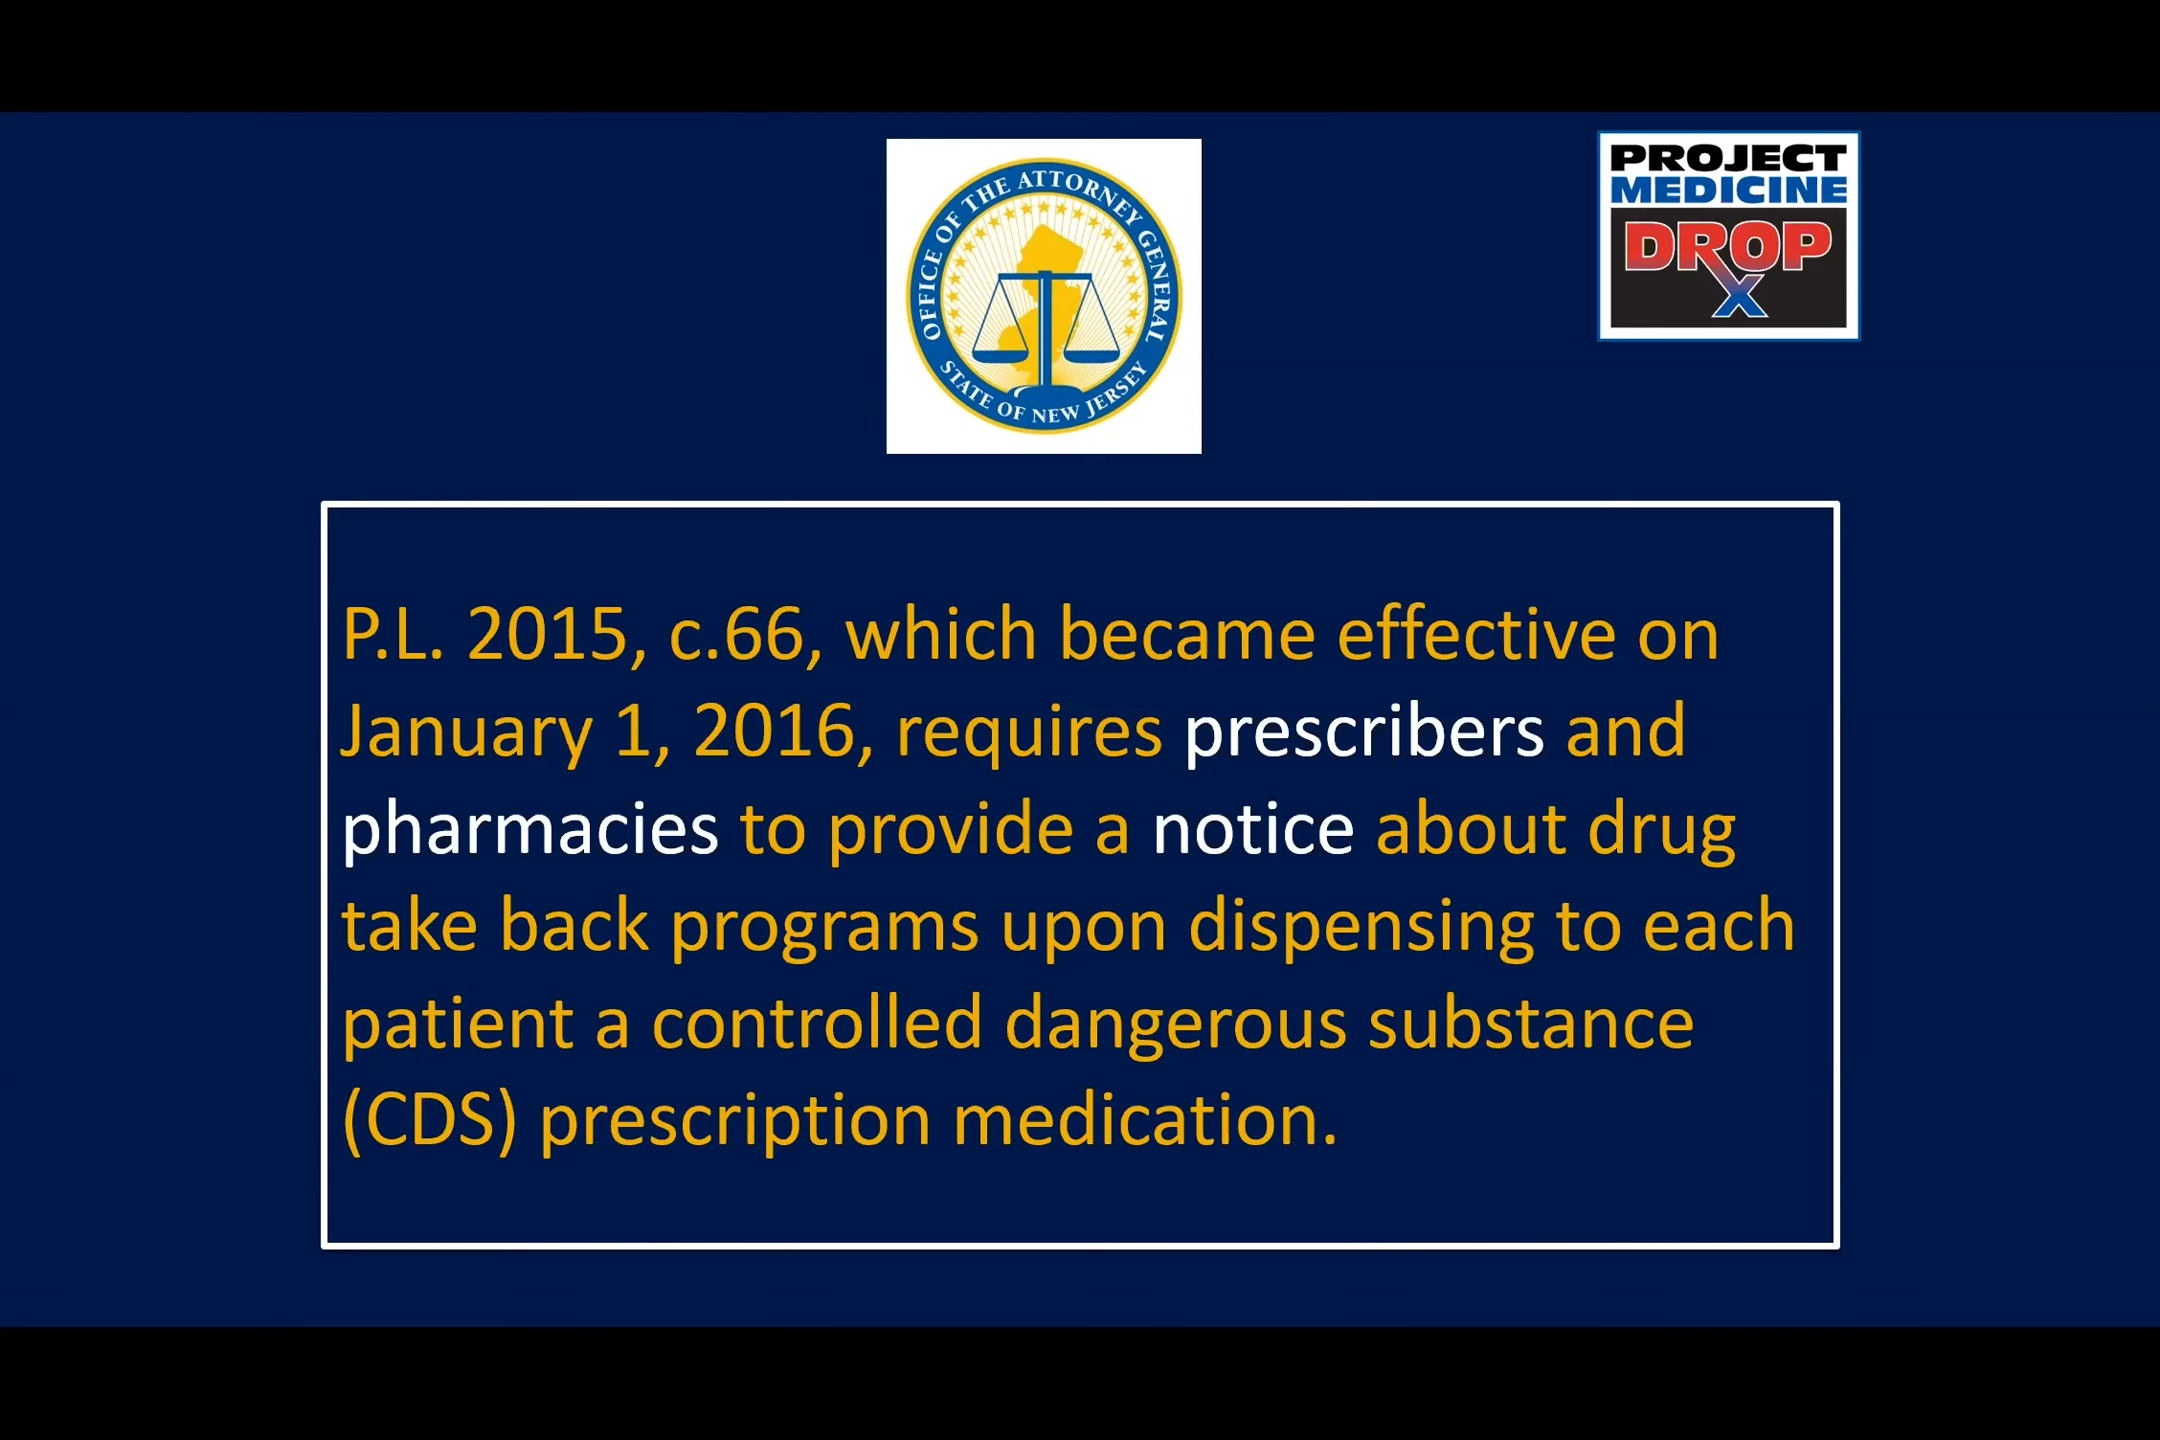 OFFICE OF THE ATTORNEY GENERAL
STATE OF NEW JERSEY
PROJECT
MEDICINE
DROP
X
P.L. 2015, c.66, which became effective on
January 1, 2016, requires prescribers and
pharmacies to provide a notice about drug
take back programs upon dispensing to each
patient a controlled dangerous substance
(CDS) prescription medication.